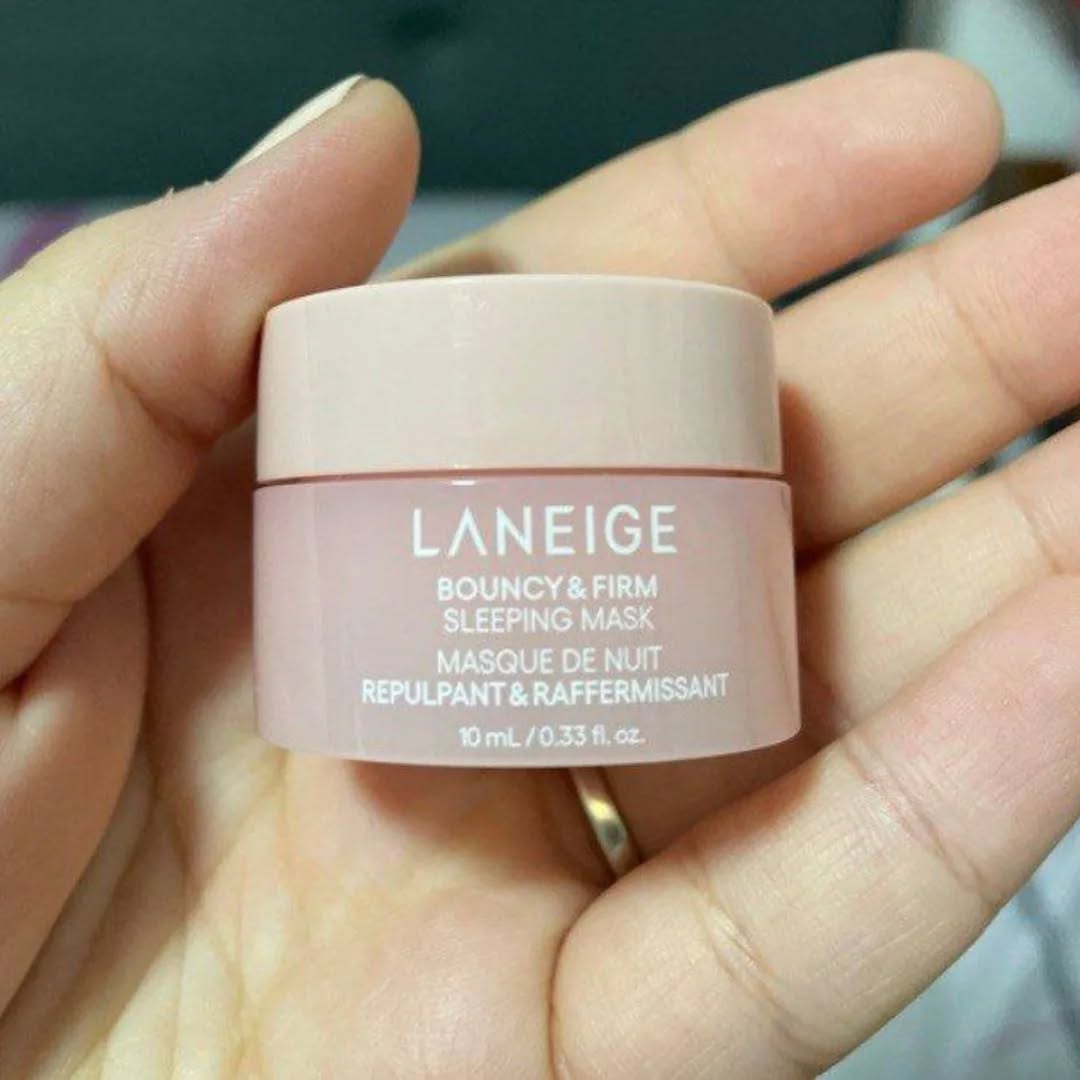 LANEIGE
BOUNCY & FIRM
SLEEPING MASK
MASQUE DE NUIT
REPULPANT & RAFFERMISSANT
10 mL / 0.33 fl. oz.